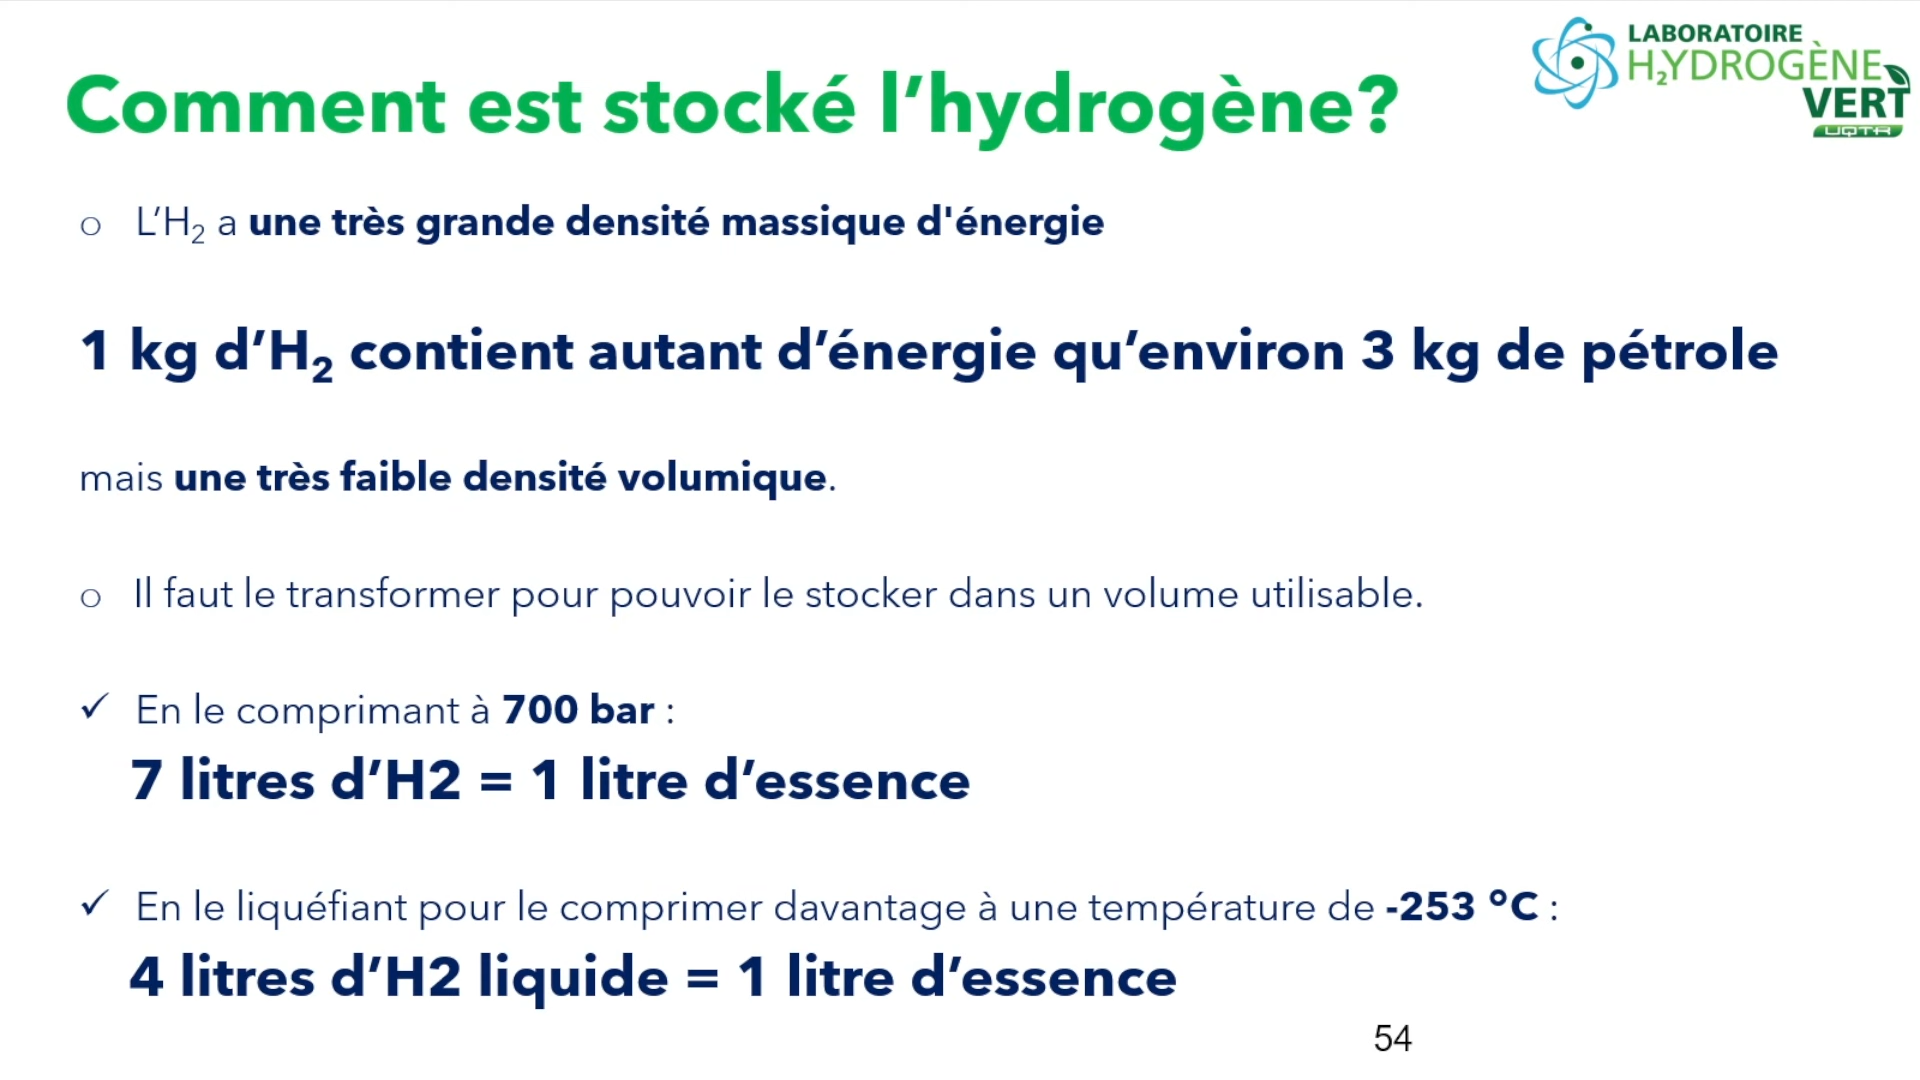 LABORATOIRE
H₂YDROGÈNE
VERT
UQTR
Comment est stocké l’hydrogène?
o L’H₂ a une très grande densité massique d'énergie
1 kg d’H₂ contient autant d’énergie qu’environ 3 kg de pétrole
mais une très faible densité volumique.
o Il faut le transformer pour pouvoir le stocker dans un volume utilisable.
✓ En le comprimant à 700 bar :
7 litres d’H2 = 1 litre d’essence
✓ En le liquéfiant pour le comprimer davantage à une température de -253 °C :
4 litres d’H2 liquide = 1 litre d’essence
54